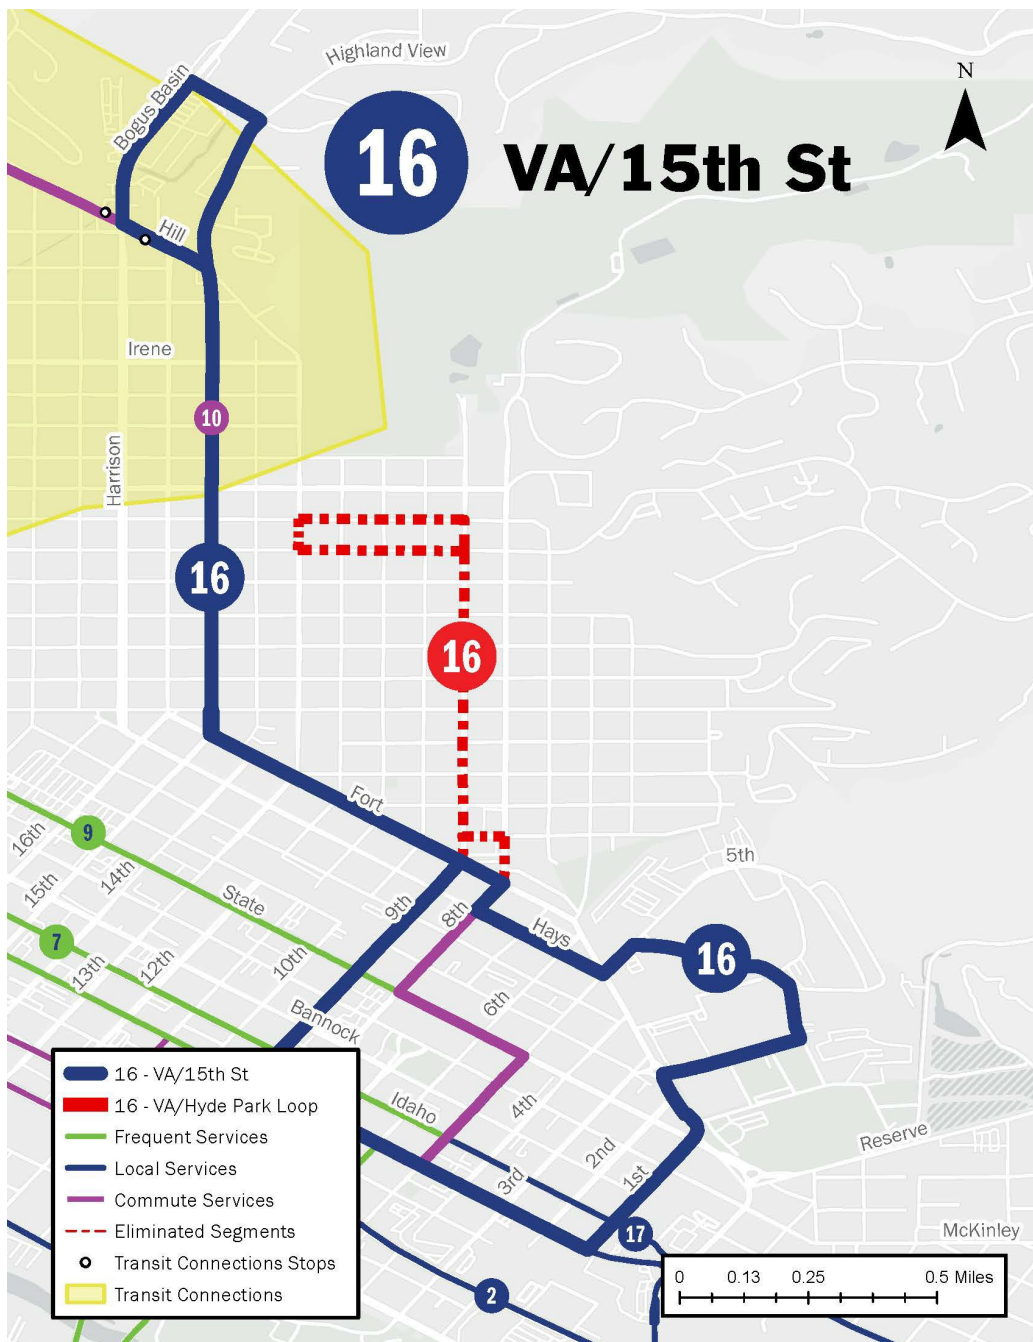 Highland View
N
Bogus Basin
16
VA/15th St
Hill
Irene
10
Harrison
16
16
Fort
9
16th
15th
14th
State
9th
8th
Hays
5th
7
13th
12th
10th
16
Bannock
6th
Idaho
4th
2nd
1st
3rd
Reserve
McKinley
17
2
16 - VA/15th St
16 - VA/Hyde Park Loop
Frequent Services
Local Services
Commute Services
Eliminated Segments
Transit Connections Stops
Transit Connections
0 0.13 0.25 0.5 Miles